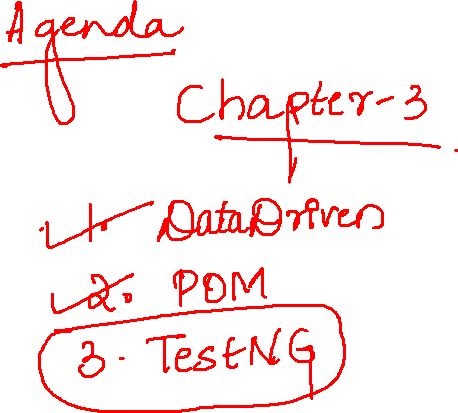 Agenda
Chapter-3
1. DataDriven
2. POM
3. TestNG